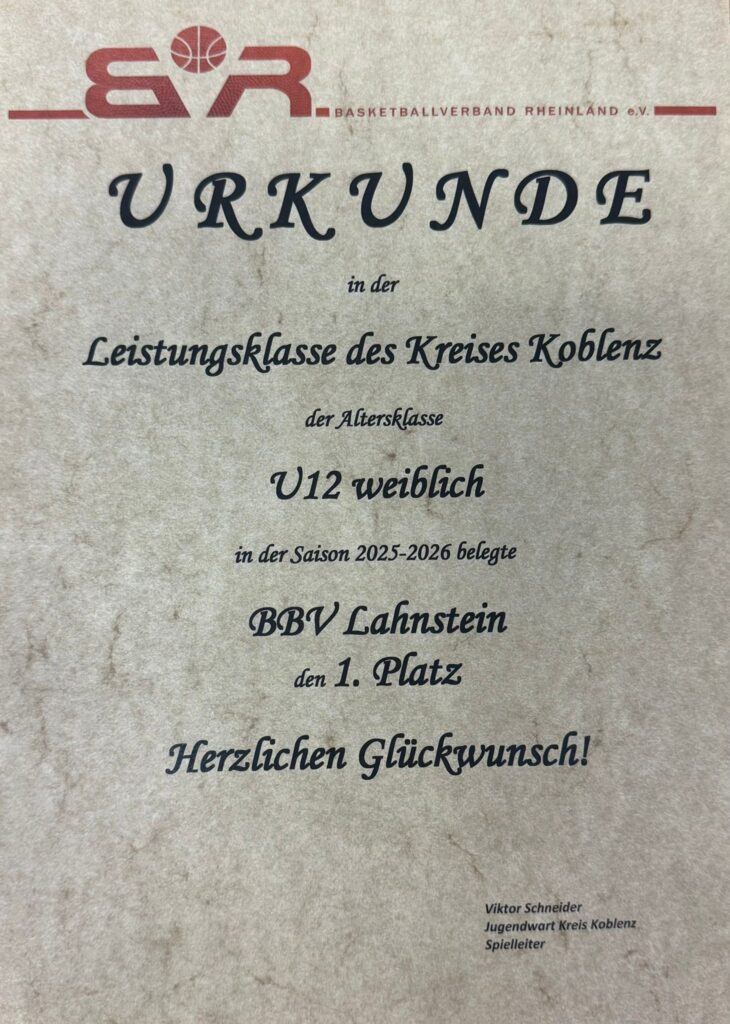 BR
BASKETBALLVERBAND RHEINLAND e.V.
URKUNDE
in der
Leistungsklasse des Kreises Koblenz
der Altersklasse
U12 weiblich
in der Saison 2025-2026 belegte
BBV Lahnstein
den 1. Platz
Herzlichen Glückwunsch!
Viktor Schneider
Jugendwart Kreis Koblenz
Spielleiter